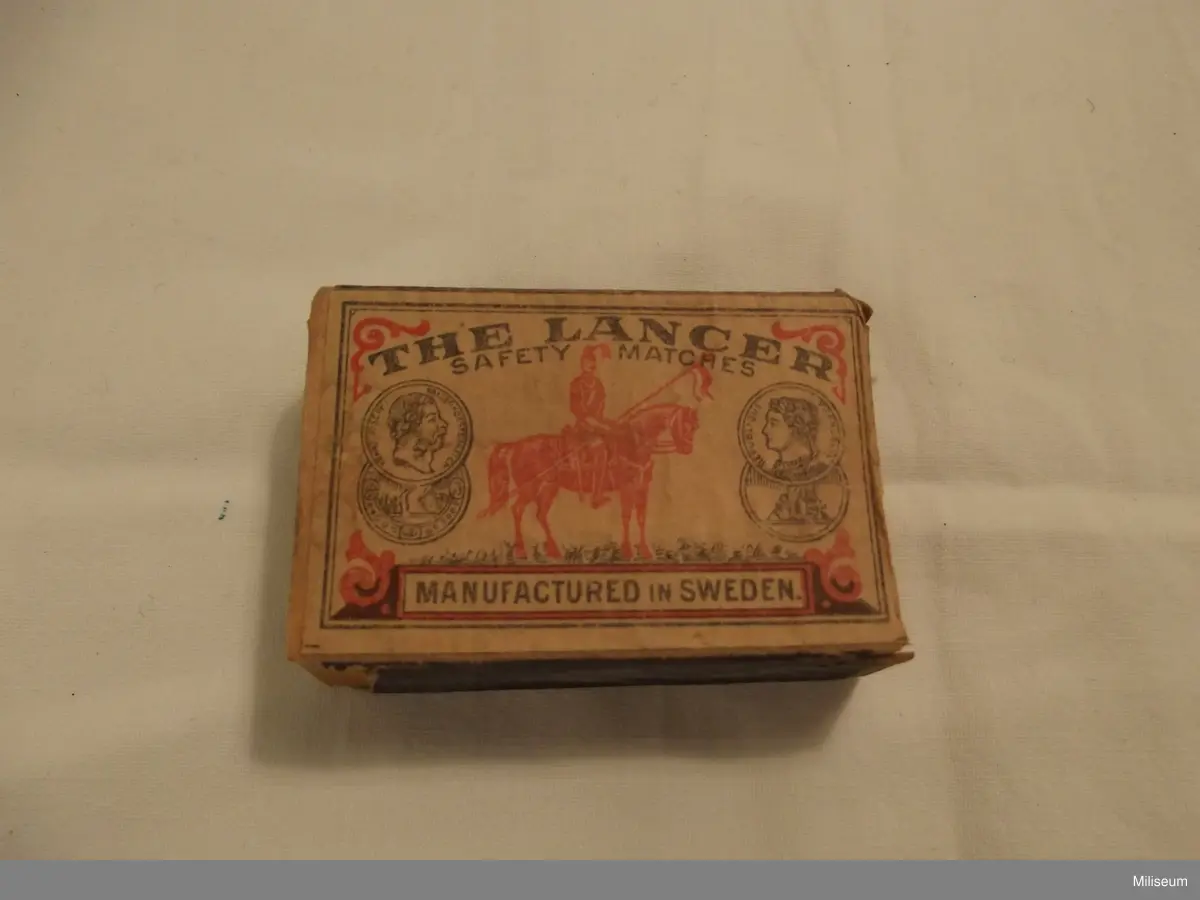 THE LANCER
SAFETY MATCHES
MANUFACTURED IN SWEDEN.
Miliseum